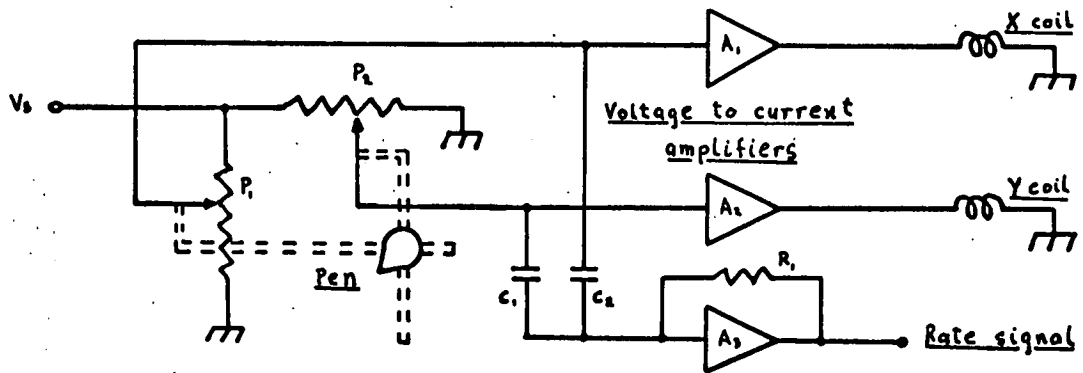 X coil
A₁
P₂
Vs
Voltage to current
amplifiers
P₁
Y coil
A₂
Pen
C₁
C₂
R₁
A₃
Rate signal